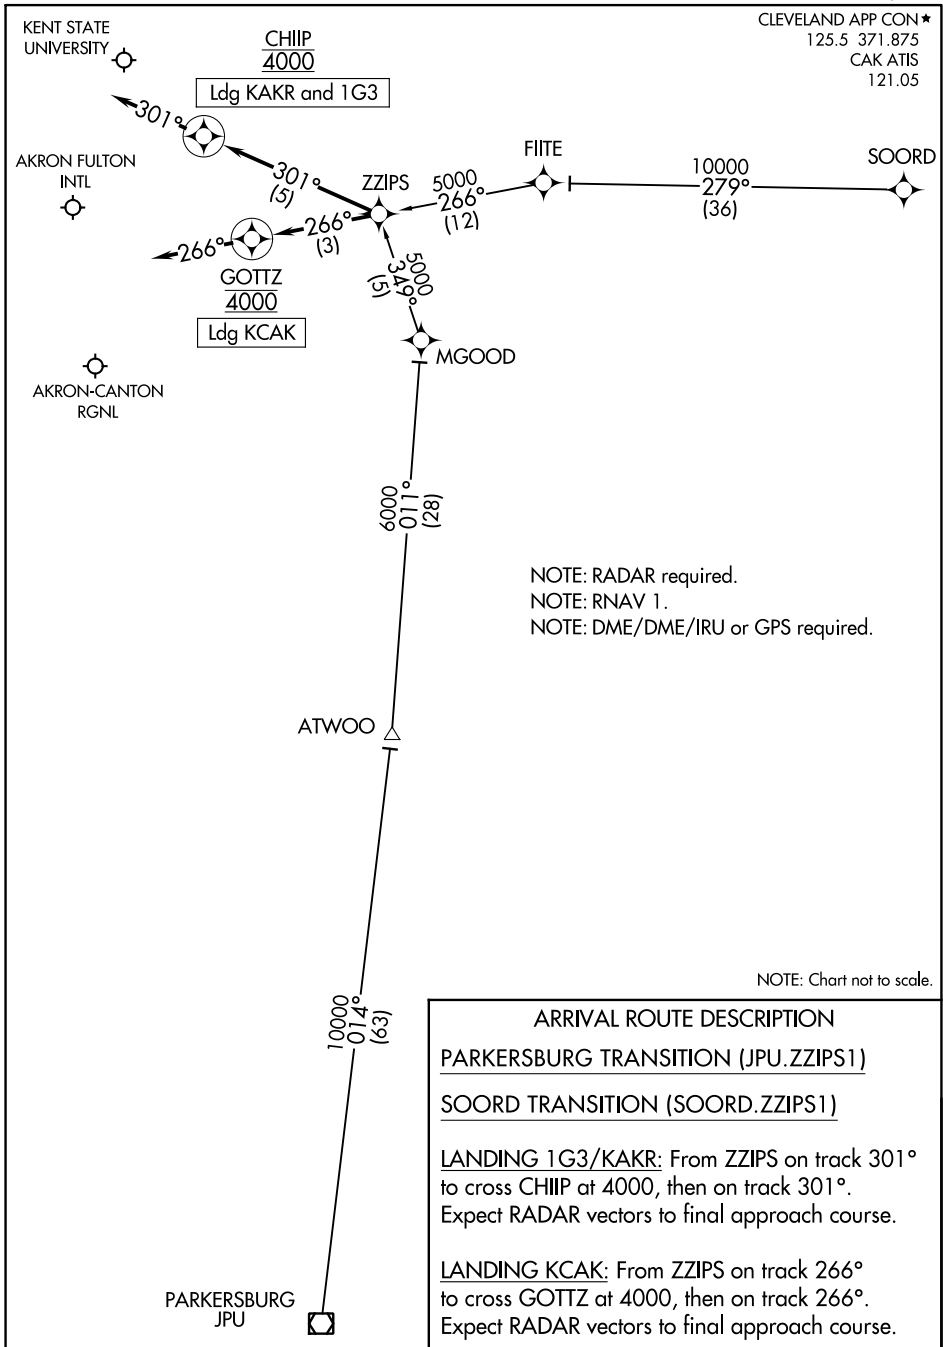 KENT STATE
UNIVERSITY
CHIIP
4000
Ldg KAKR and 1G3
CLEVELAND APP CON ★
125.5 371.875
CAK ATIS
121.05
301°
AKRON FULTON
INTL
301°
(5)
ZZIPS
FIITE
SOORD
5000
266°
(12)
10000
279°
(36)
266°
(3)
266°
GOTTZ
4000
Ldg KCAK
5000
349°
(5)
MGOOD
AKRON-CANTON
RGNL
6000
011°
(28)
NOTE: RADAR required.
NOTE: RNAV 1.
NOTE: DME/DME/IRU or GPS required.
ATWOO
10000
014°
(63)
NOTE: Chart not to scale.
PARKERSBURG
JPU
ARRIVAL ROUTE DESCRIPTION
PARKERSBURG TRANSITION (JPU.ZZIPS1)
SOORD TRANSITION (SOORD.ZZIPS1)
LANDING 1G3/KAKR: From ZZIPS on track 301°
to cross CHIIP at 4000, then on track 301°.
Expect RADAR vectors to final approach course.
LANDING KCAK: From ZZIPS on track 266°
to cross GOTTZ at 4000, then on track 266°.
Expect RADAR vectors to final approach course.